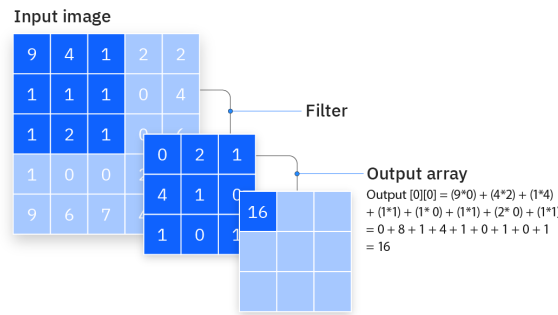 Input image
9 4 1 2 2
1 1 1 0 4
1 2 1 0
1 0 0
9 6 7 4
Filter
0 2 1
4 1 0
1 0 1
Output array
16
Output [0][0] = (9*0) + (4*2) + (1*4)
+ (1*1) + (1* 0) + (1*1) + (2* 0) + (1*1
= 0 + 8 + 1 + 4 + 1 + 0 + 1 + 0 + 1
= 16